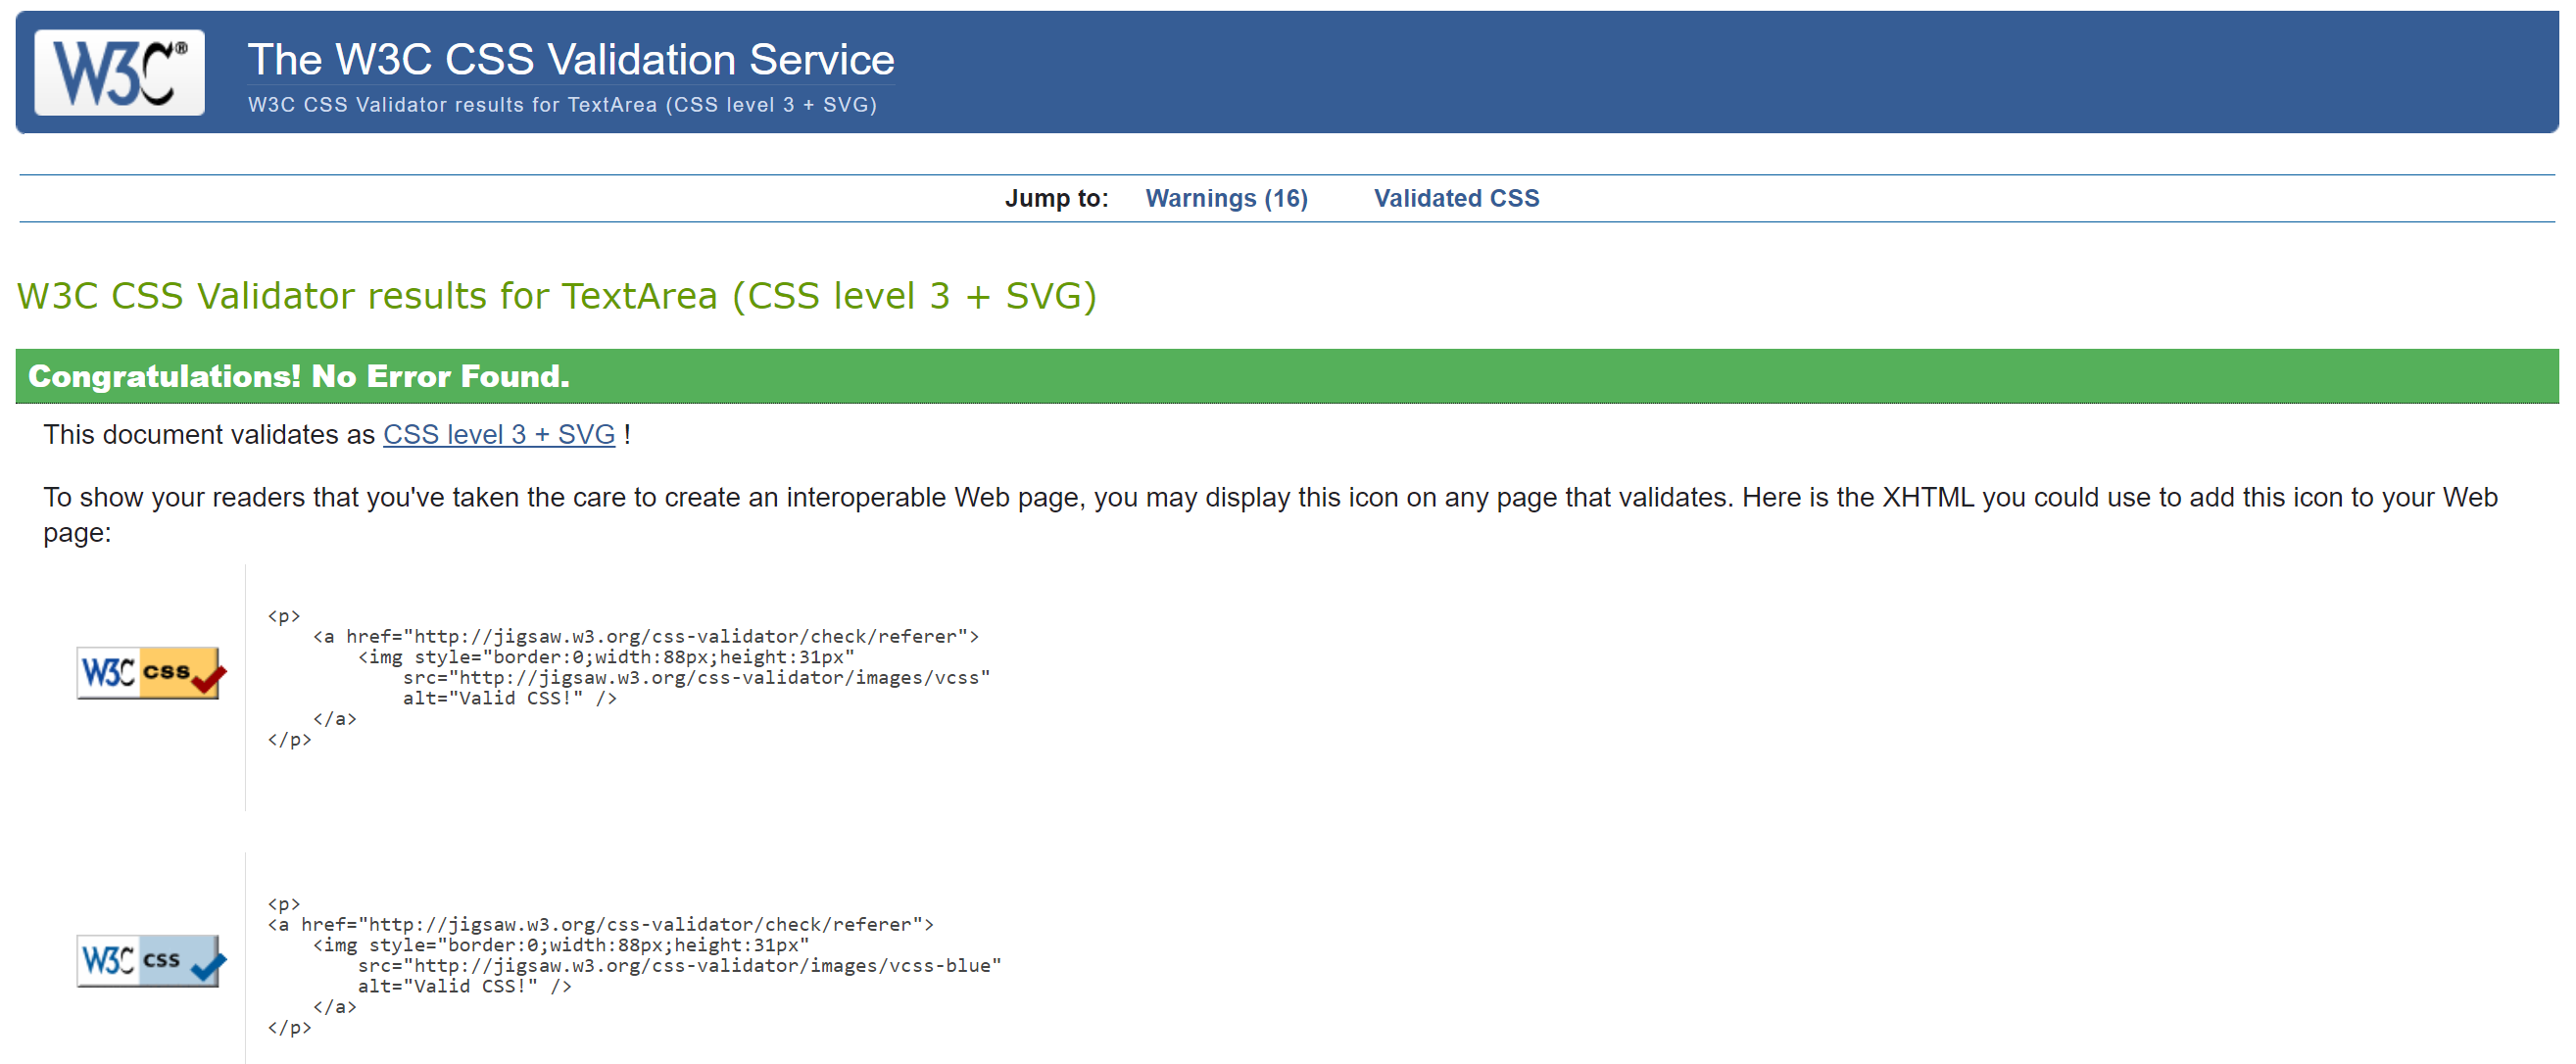 W3C®
The W3C CSS Validation Service
W3C CSS Validator results for TextArea (CSS level 3 + SVG)
Jump to: Warnings (16) Validated CSS
W3C CSS Validator results for TextArea (CSS level 3 + SVG)
Congratulations! No Error Found.
This document validates as CSS level 3 + SVG !
To show your readers that you've taken the care to create an interoperable Web page, you may display this icon on any page that validates. Here is the XHTML you could use to add this icon to your Web
page:
W3C css
<p>
    <a href="http://jigsaw.w3.org/css-validator/check/referer">
        <img style="border:0;width:88px;height:31px"
            src="http://jigsaw.w3.org/css-validator/images/vcss"
            alt="Valid CSS!" />
    </a>
</p>
W3C css
<p>
<a href="http://jigsaw.w3.org/css-validator/check/referer">
    <img style="border:0;width:88px;height:31px"
        src="http://jigsaw.w3.org/css-validator/images/vcss-blue"
        alt="Valid CSS!" />
    </a>
</p>